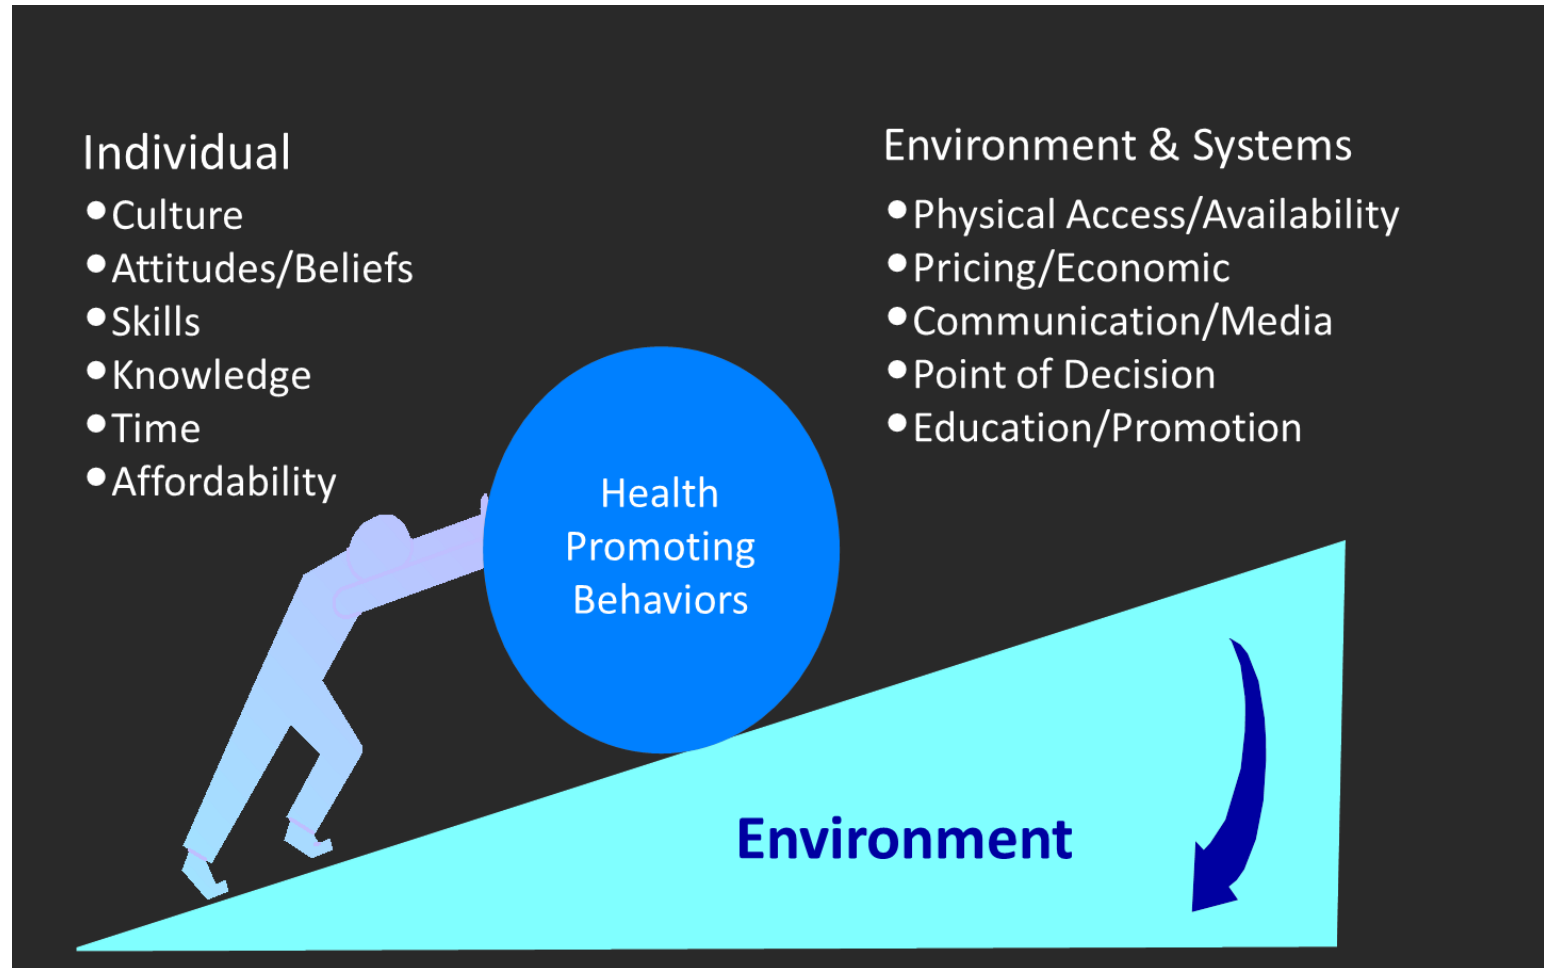 Individual
•Culture
•Attitudes/Beliefs
•Skills
•Knowledge
•Time
•Affordability
Environment & Systems
•Physical Access/Availability
•Pricing/Economic
•Communication/Media
•Point of Decision
•Education/Promotion
Health
Promoting
Behaviors
Environment